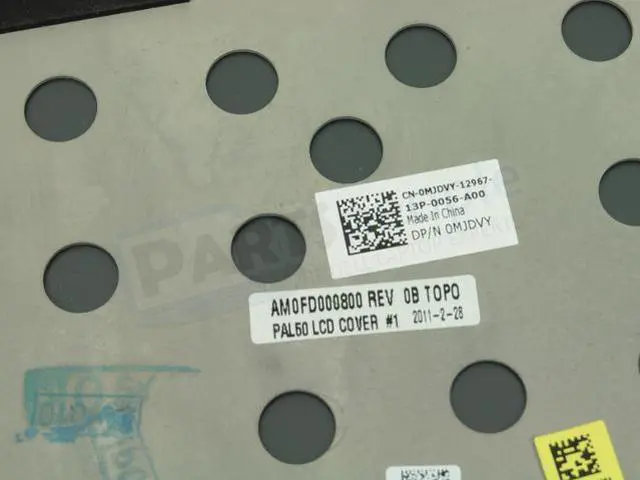 CN-0MJDVY-12967-
13P-0056-A00
Made In China
DP/N 0MJDVY
AM0FD000800 REV 0B TOPO
PAL50 LCD COVER #1 2011-2-28